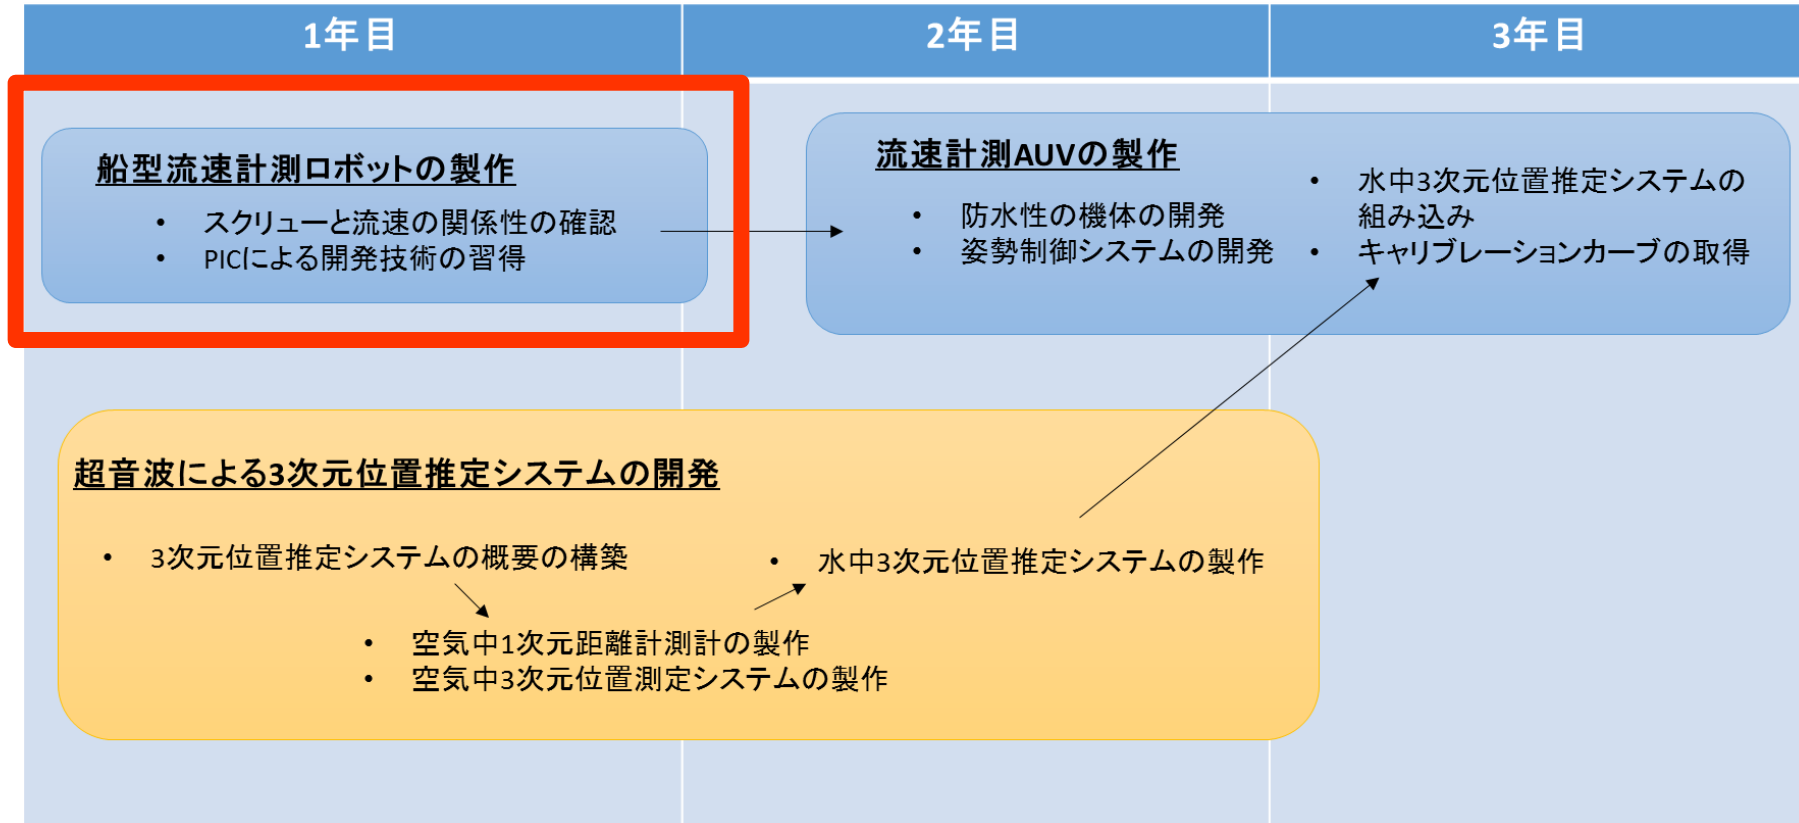 1年目
2年目
3年目
船型流速計測ロボットの製作
• スクリューと流速の関係性の確認
• PICによる開発技術の習得
流速計測AUVの製作
• 防水性の機体の開発
• 姿勢制御システムの開発
• 水中3次元位置推定システムの
組み込み
• キャリブレーションカーブの取得
超音波による3次元位置推定システムの開発
• 3次元位置推定システムの概要の構築
• 空気中1次元距離計測計の製作
• 空気中3次元位置測定システムの製作
• 水中3次元位置推定システムの製作